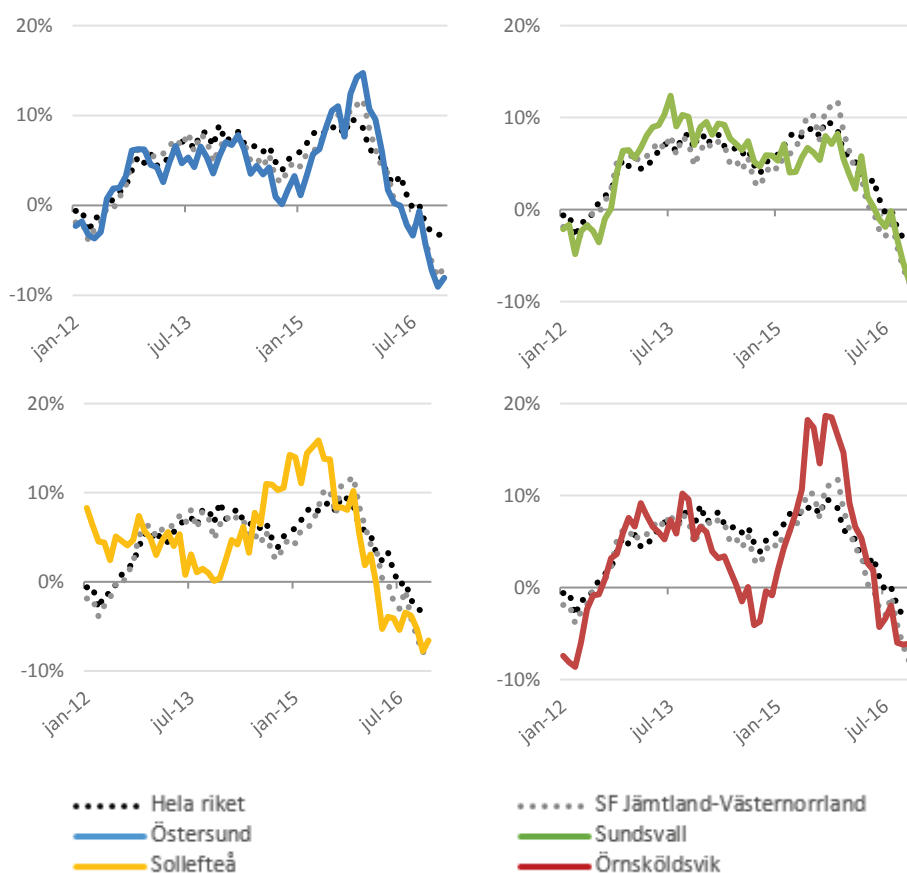 20%
10%
0%
-10%
jan-12
jul-13
jan-15
jul-16
20%
10%
0%
-10%
jan-12
jul-13
jan-15
jul-16
20%
10%
0%
-10%
jan-12
jul-13
jan-15
jul-16
20%
10%
0%
-10%
jan-12
jul-13
jan-15
jul-16
Hela riket
SF Jämtland-Västernorrland
Östersund
Sundsvall
Sollefteå
Örnsköldsvik